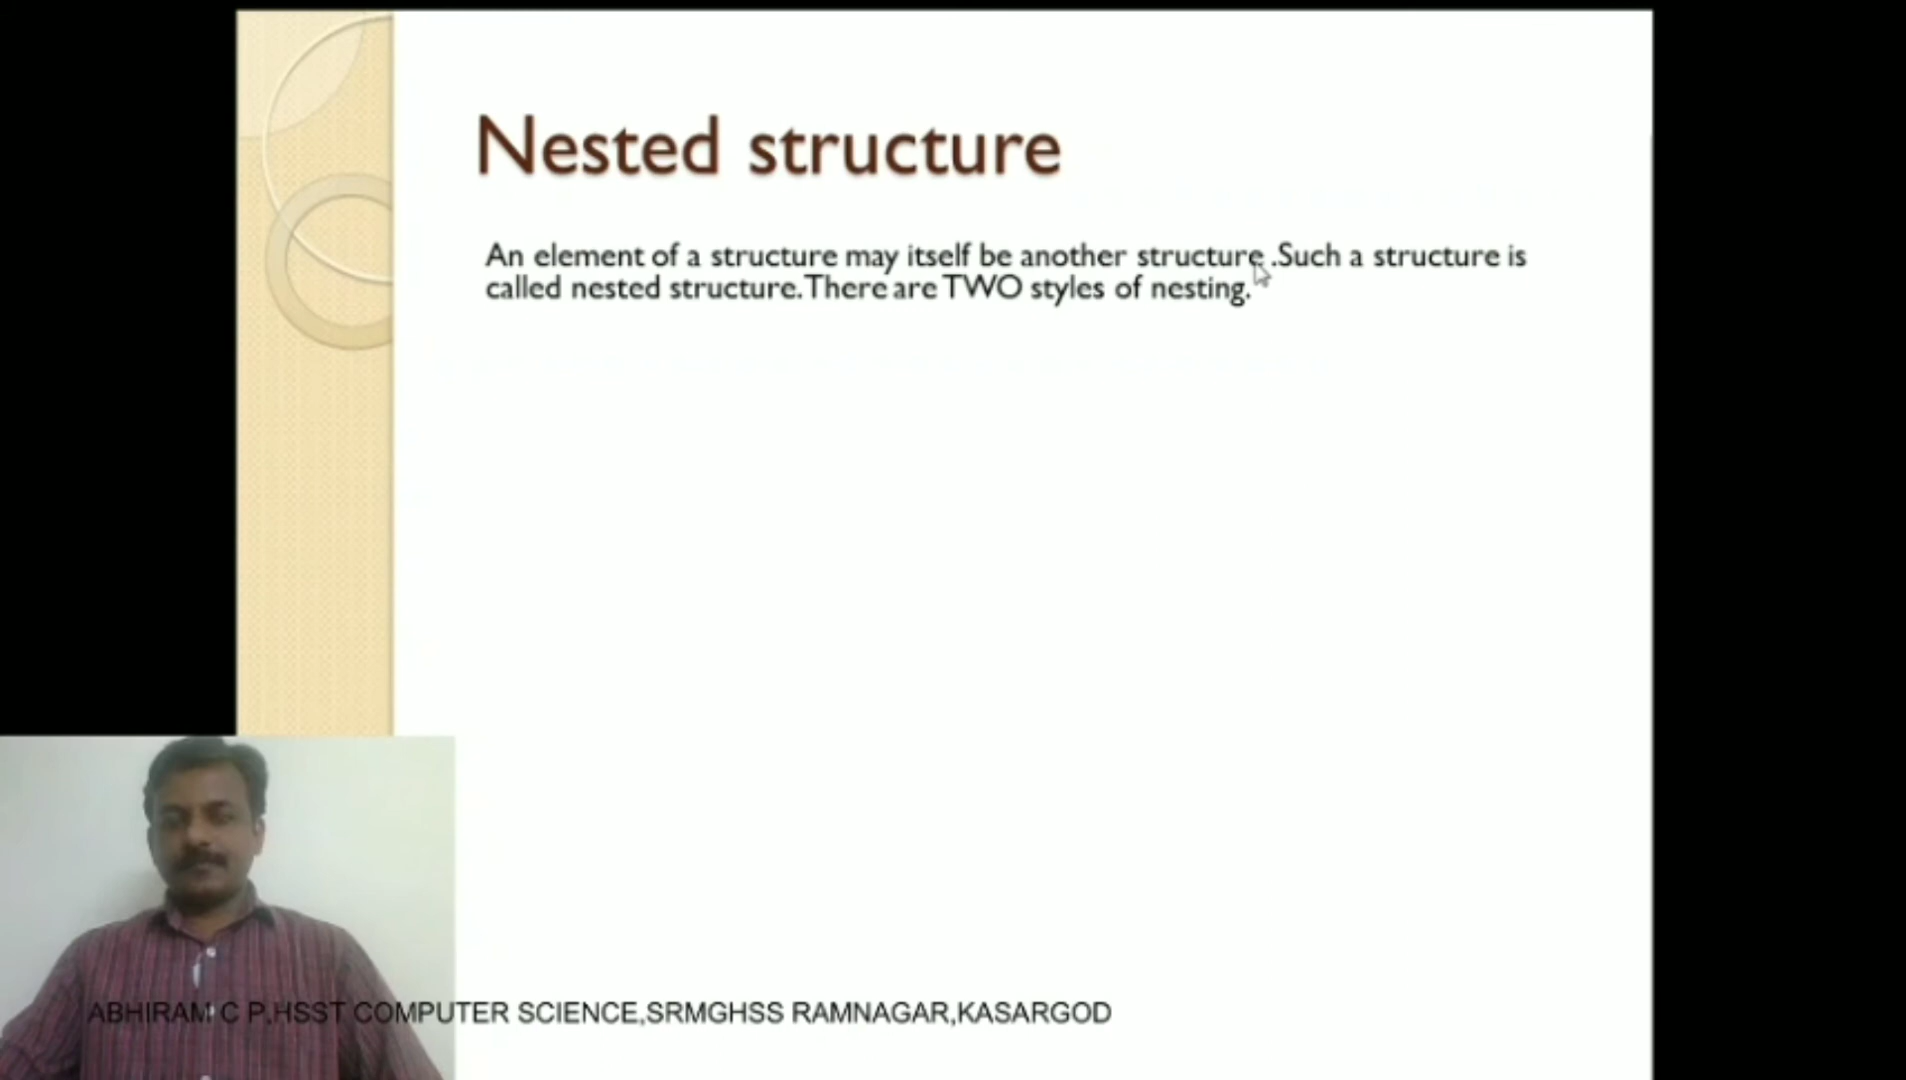 Nested structure
An element of a structure may itself be another structure .Such a structure is
called nested structure.There are TWO styles of nesting.
ABHIRAM C P,HSST COMPUTER SCIENCE,SRMGHSS RAMNAGAR,KASARGOD